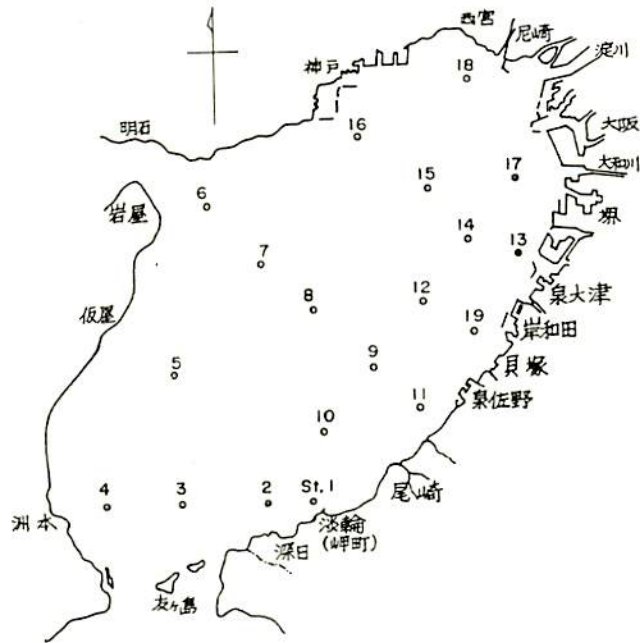 西宮
尼崎
淀川
神戸
18
明石
16
大阪
大和川
15
17
岩屋
6
堺
14
13
7
仮屋
8
12
泉大津
19
岸和田
5
9
貝塚
11
泉佐野
10
4
3
2
St. 1
尾崎
洲本
淡輪
(岬町)
深日
友ヶ島